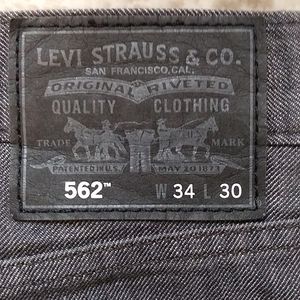 LEVI STRAUSS & CO.
SAN FRANCISCO,CAL.
ORIGINAL RIVETED
QUALITY CLOTHING
TRADE MARK
PATENTED IN U.S. MAY 20 1873
562™ W 34 L 30